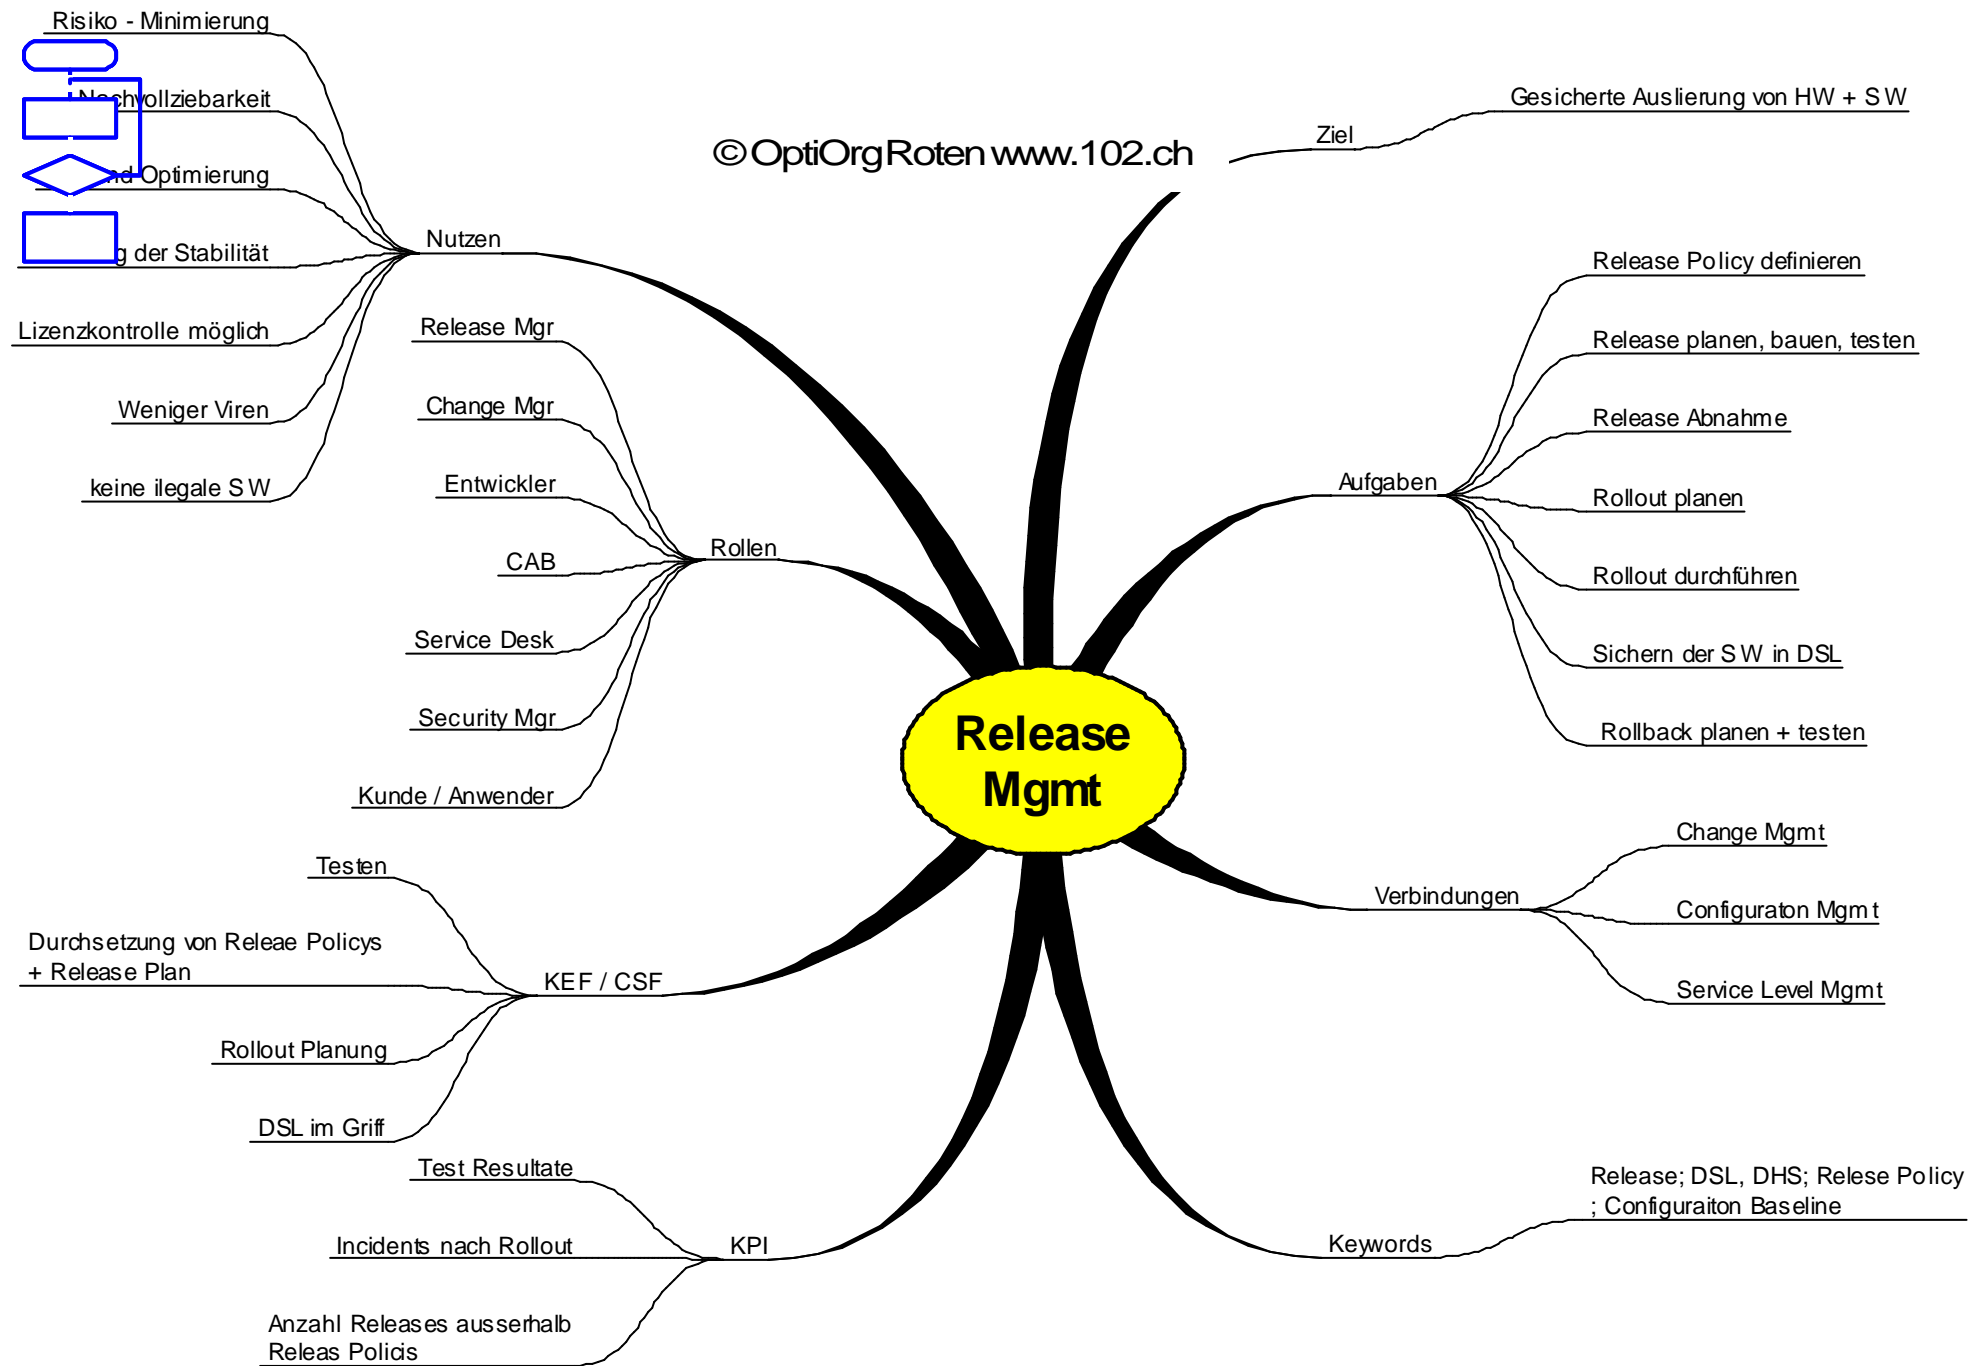 Risiko - Minimierung
Nachvollziebarkeit
Optimierung
der Stabilität
Lizenzkontrolle möglich
Weniger Viren
keine ilegale SW
Nutzen
© OptiOrg Roten www.102.ch
Ziel
Gesicherte Auslierung von HW + SW
Release Mgr
Change Mgr
Entwickler
CAB
Service Desk
Security Mgr
Kunde / Anwender
Rollen
Aufgaben
Release Policy definieren
Release planen, bauen, testen
Release Abnahme
Rollout planen
Rollout durchführen
Sichern der SW in DSL
Rollback planen + testen
Release
Mgmt
Verbindungen
Change Mgmt
Configuraton Mgmt
Service Level Mgmt
Testen
Durchsetzung von Releae Policys
+ Release Plan
Rollout Planung
DSL im Griff
KEF / CSF
Test Resultate
Incidents nach Rollout
Anzahl Releases ausserhalb
Releas Policis
KPI
Keywords
Release; DSL, DHS; Relese Policy
; Configuraiton Baseline